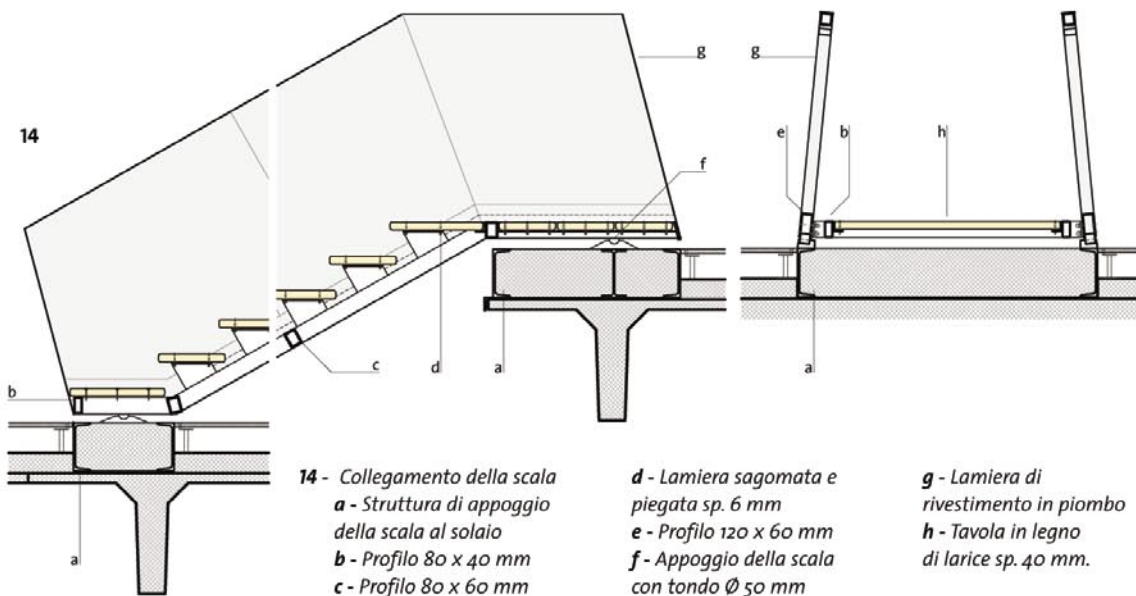 g
g
14
e
b
h
f
b
c
d
a
a
a
14 - Collegamento della scala
a - Struttura di appoggio
della scala al solaio
b - Profilo 80 x 40 mm
c - Profilo 80 x 60 mm
d - Lamiera sagomata e
piegata sp. 6 mm
e - Profilo 120 x 60 mm
f - Appoggio della scala
con tondo Ø 50 mm
g - Lamiera di
rivestimento in piombo
h - Tavola in legno
di larice sp. 40 mm.